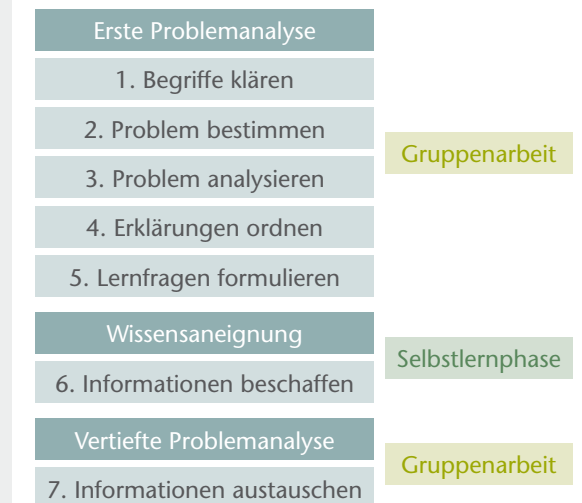 Erste Problemanalyse
1. Begriffe klären
2. Problem bestimmen
3. Problem analysieren
4. Erklärungen ordnen
5. Lernfragen formulieren
Gruppenarbeit
Wissensaneignung
6. Informationen beschaffen
Selbstlernphase
Vertiefte Problemanalyse
7. Informationen austauschen
Gruppenarbeit